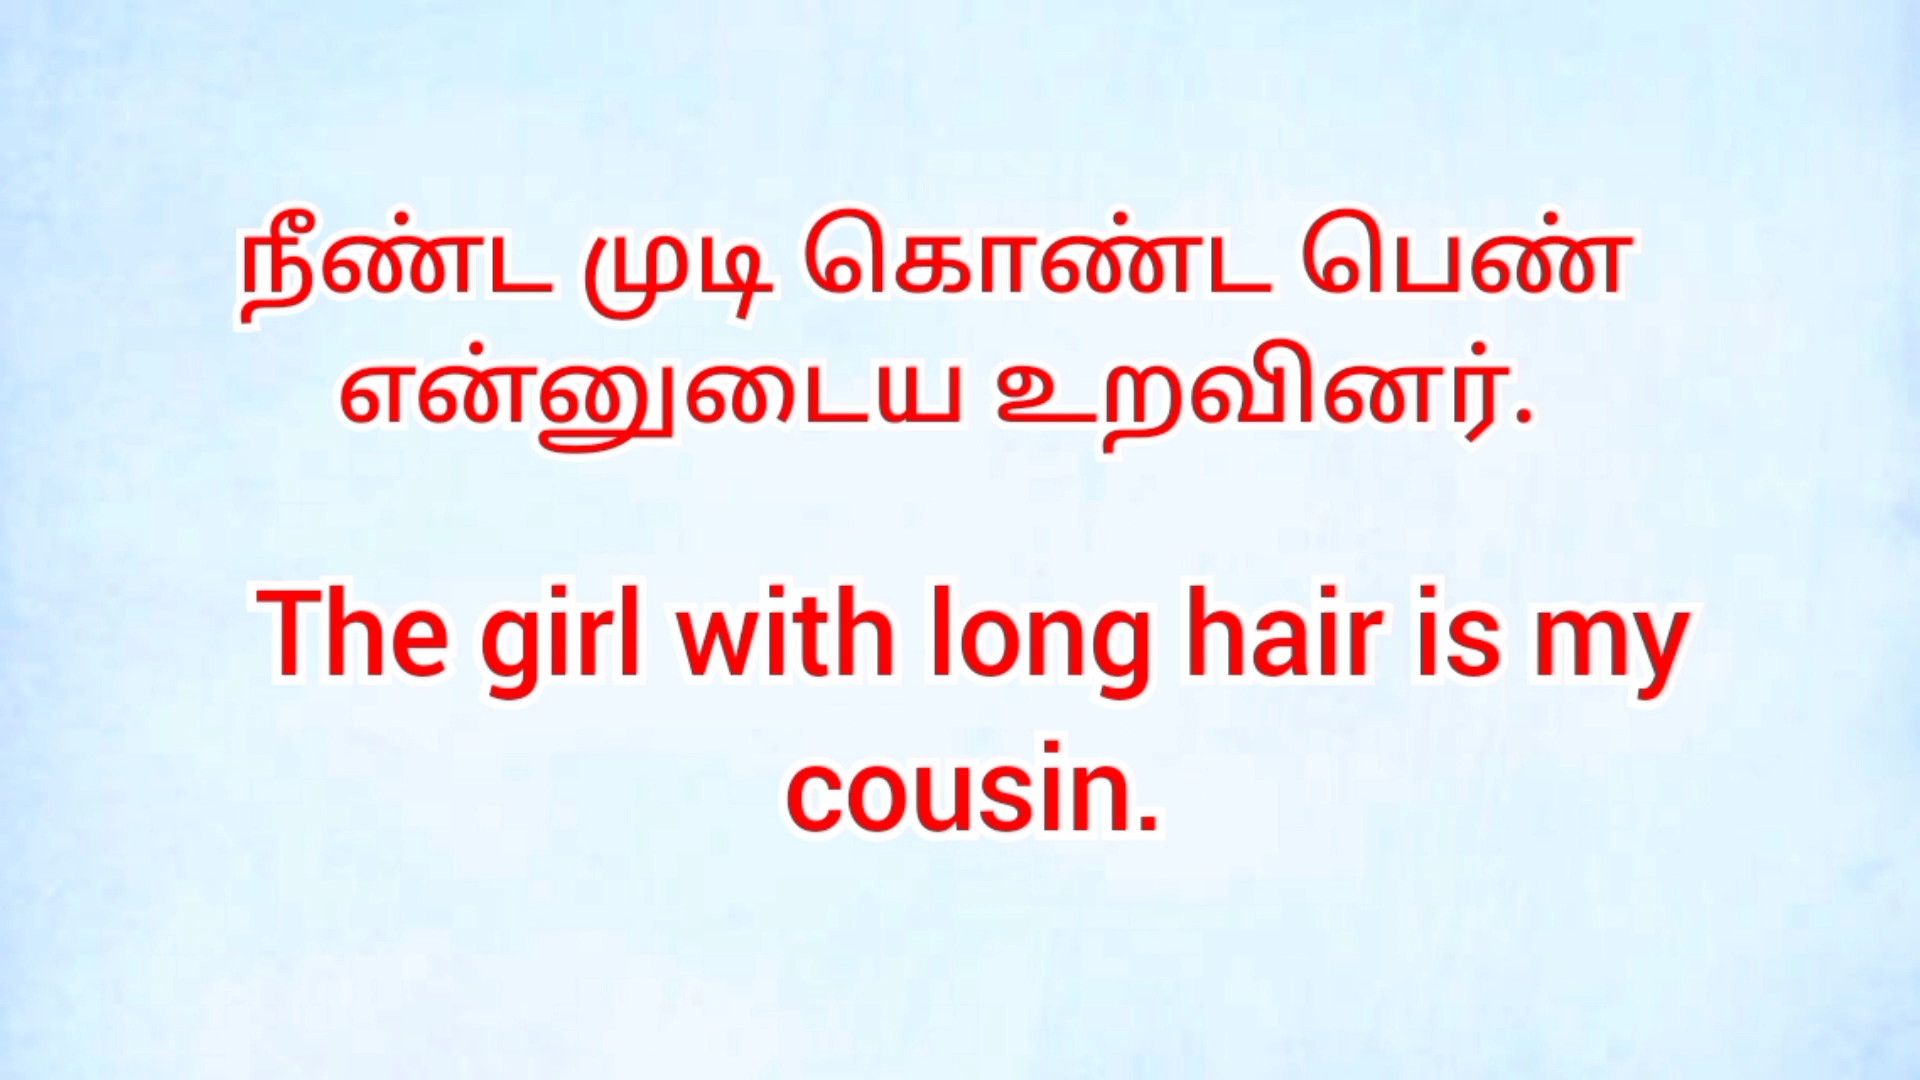 நீண்ட முடி கொண்ட பெண்
என்னுடைய உறவினர்.
The girl with long hair is my
cousin.